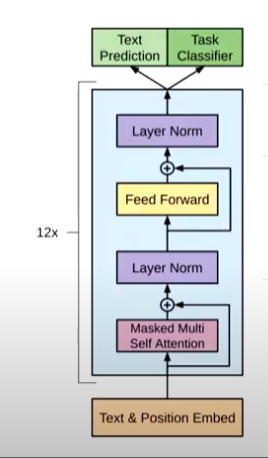 Text
Prediction
Task
Classifier
Layer Norm
Feed Forward
12x
Layer Norm
Masked Multi
Self Attention
Text & Position Embed